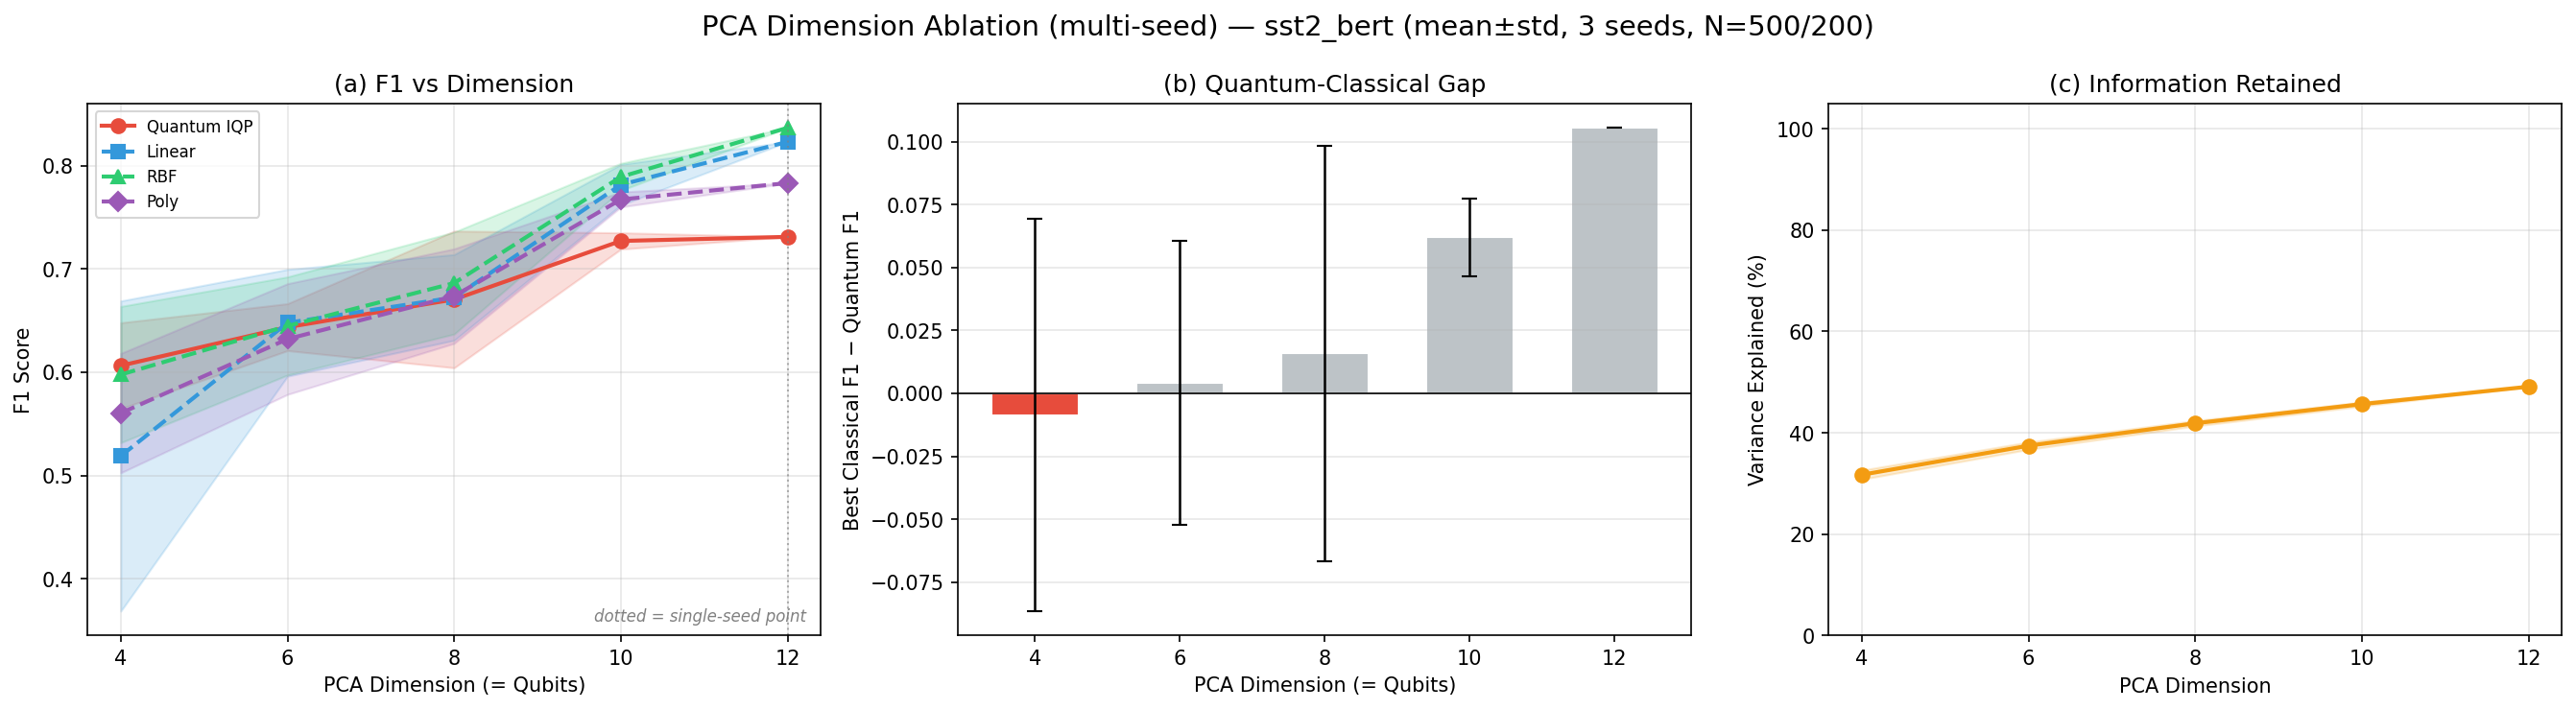 PCA Dimension Ablation (multi-seed) — sst2_bert (mean±std, 3 seeds, N=500/200)
(a) F1 vs Dimension
Quantum IQP
Linear
RBF
Poly
F1 Score
0.8
0.7
0.6
0.5
0.4
dotted = single-seed point
4 6 8 10 12
PCA Dimension (= Qubits)
(b) Quantum-Classical Gap
Best Classical F1 − Quantum F1
0.100
0.075
0.050
0.025
0.000
−0.025
−0.050
−0.075
4 6 8 10 12
PCA Dimension (= Qubits)
(c) Information Retained
Variance Explained (%)
100
80
60
40
20
0
4 6 8 10 12
PCA Dimension